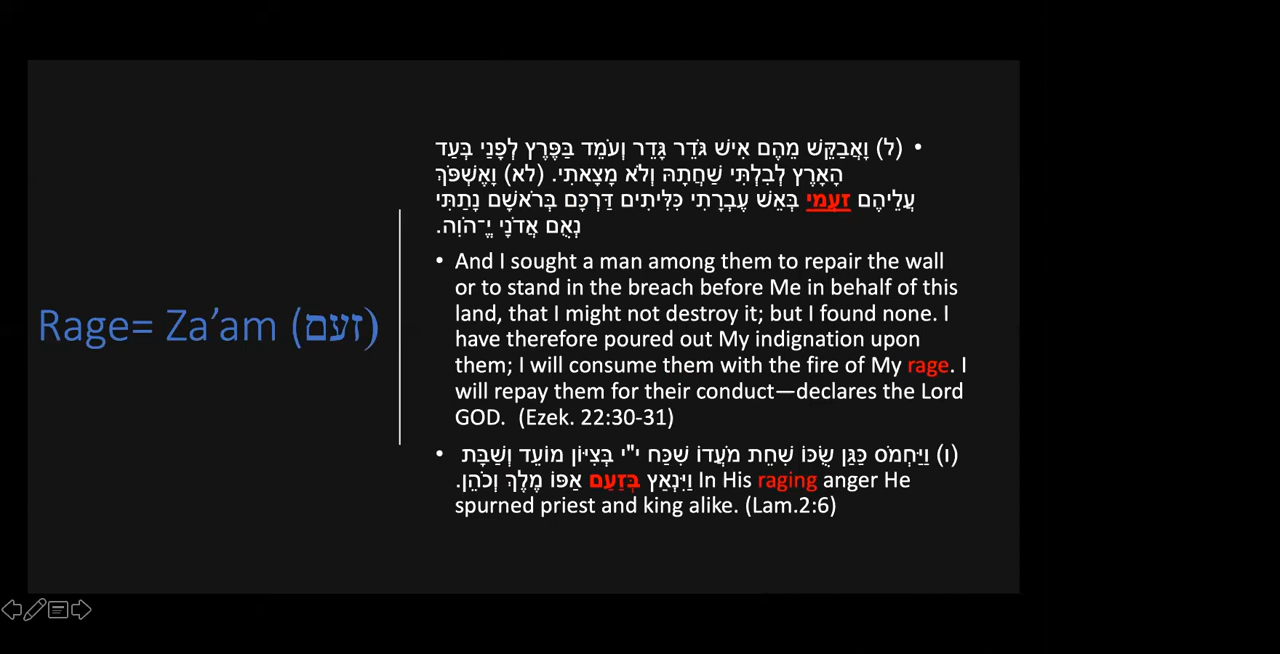 Rage= Za’am (זעם)
• (ל) וָאֲבַקֵּשׁ מֵהֶם אִישׁ גֹּדֵר גָּדֵר וְעֹמֵד בַּפֶּרֶץ לְפָנַי בְּעַד
הָאָרֶץ לְבִלְתִּי שַׁחֲתָהּ וְלֹא מָצָאתִי. (לא) וָאֶשְׁפֹּךְ
עֲלֵיהֶם זַעְמִי בְּאֵשׁ עֶבְרָתִי כִּלִּיתִים דַּרְכָּם בְּרֹאשָׁם נָתַתִּי
נְאֻם אֲדֹנָי יֱ־הֹוִה.
• And I sought a man among them to repair the wall
or to stand in the breach before Me in behalf of this
land, that I might not destroy it; but I found none. I
have therefore poured out My indignation upon
them; I will consume them with the fire of My rage. I
will repay them for their conduct—declares the Lord
GOD. (Ezek. 22:30-31)
• (ו) וַיַּחְמֹס כַּגַּן שֻׂכּוֹ שִׁחֵת מֹעֲדוֹ שִׁכַּח י"י בְּצִיּוֹן מוֹעֵד וְשַׁבָּת
וַיִּנְאַץ בְּזַעַם אַפּוֹ מֶלֶךְ וְכֹהֵן. In His raging anger He
spurned priest and king alike. (Lam.2:6)